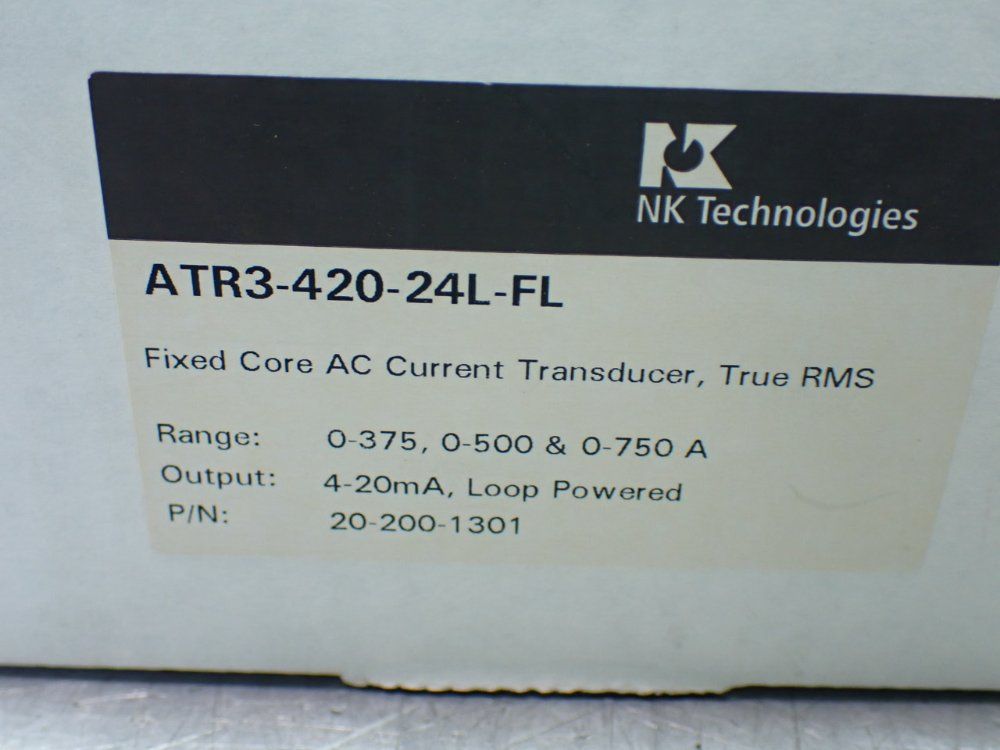 NK
NK Technologies
ATR3-420-24L-FL
Fixed Core AC Current Transducer, True RMS
Range: 0-375, 0-500 & 0-750 A
Output: 4-20mA, Loop Powered
P/N: 20-200-1301